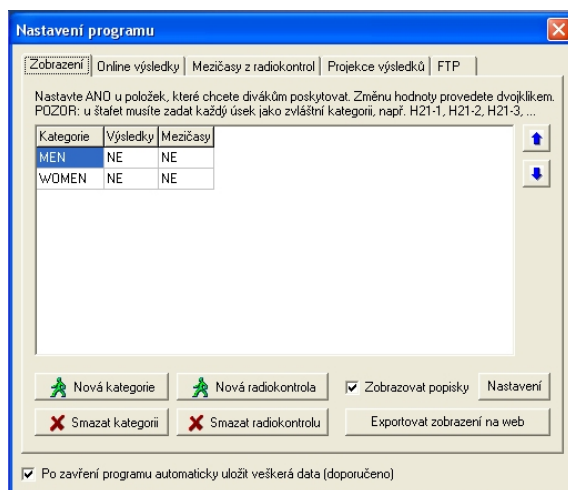 Nastavení programu
Zobrazení Online výsledky Mezičasy z radiokontrol Projekce výsledků FTP
Nastavte ANO u položek, které chcete divákům poskytovat. Změnu hodnoty provedete dvojklikem.
POZOR: u štafet musíte zadat každý úsek jako zvláštní kategorii, např. H21-1, H21-2, H21-3, ...
Kategorie Výsledky Mezičasy
MEN NE NE
WOMEN NE NE
Nová kategorie Nová radiokontrola Zobrazovat popisky Nastavení
Smazat kategorii Smazat radiokontrolu Exportovat zobrazení na web
Po zavření programu automaticky uložit veškerá data (doporučeno)